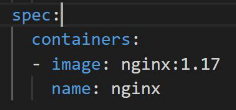 spec:
  containers:
  - image: nginx:1.17
    name: nginx